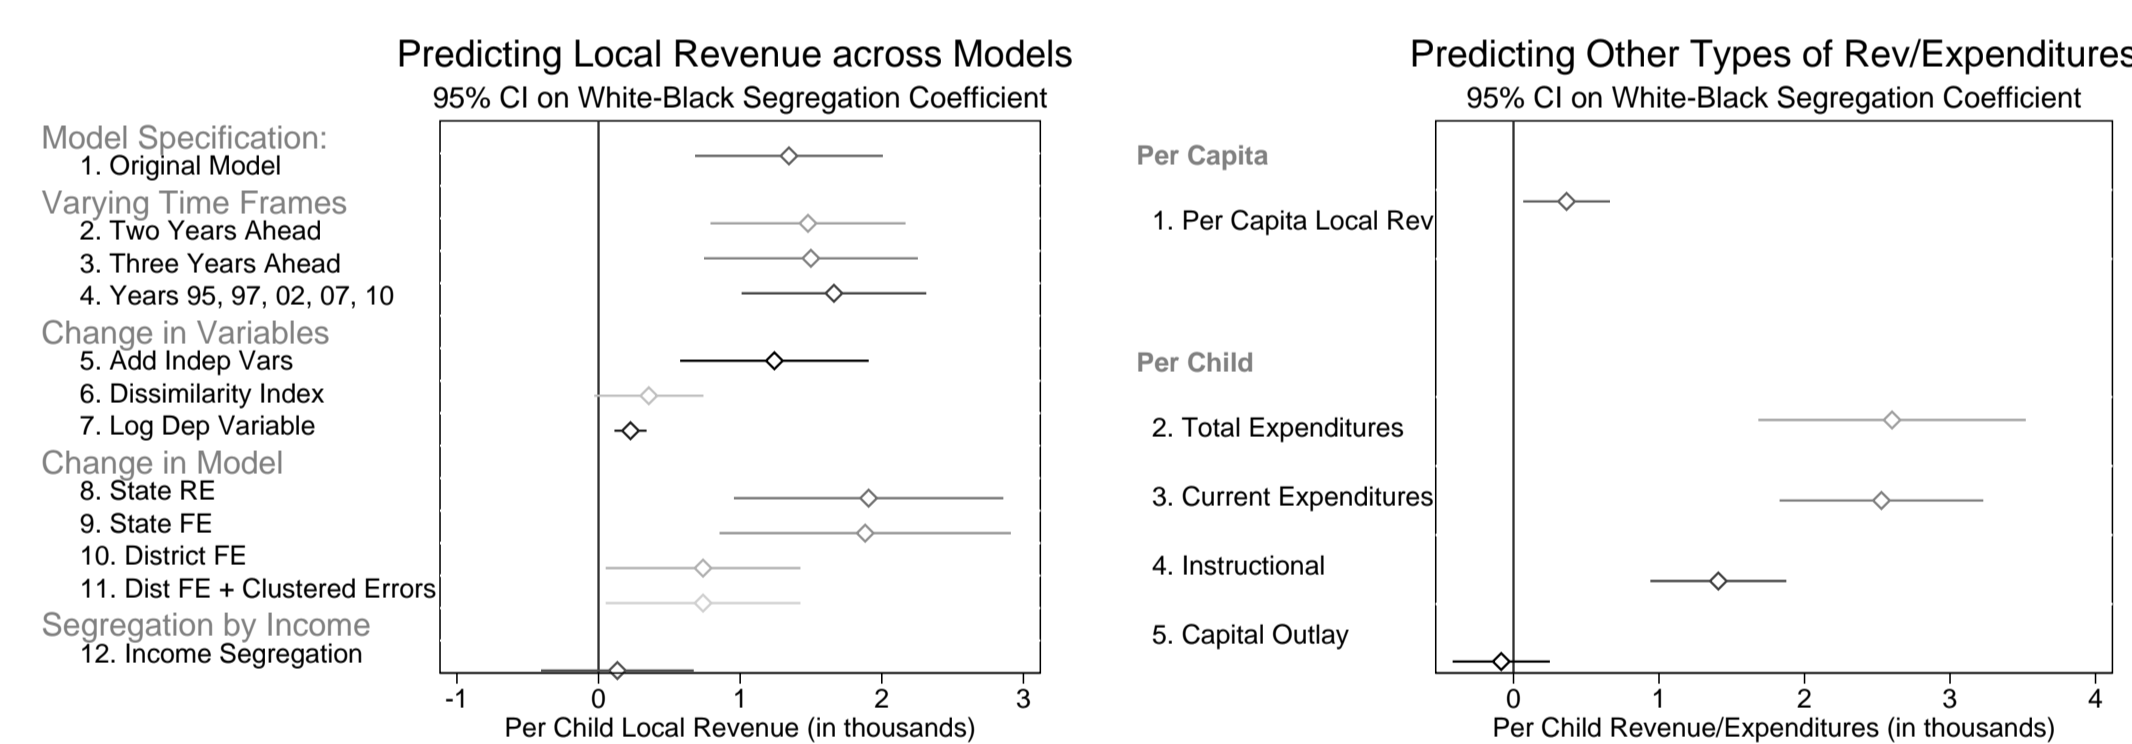 Predicting Local Revenue across Models
95% CI on White-Black Segregation Coefficient
Model Specification:
1. Original Model
Varying Time Frames
2. Two Years Ahead
3. Three Years Ahead
4. Years 95, 97, 02, 07, 10
Change in Variables
5. Add Indep Vars
6. Dissimilarity Index
7. Log Dep Variable
Change in Model
8. State RE
9. State FE
10. District FE
11. Dist FE + Clustered Errors
Segregation by Income
12. Income Segregation
-1 0 1 2 3
Per Child Local Revenue (in thousands)
Predicting Other Types of Rev/Expenditures
95% CI on White-Black Segregation Coefficient
Per Capita
1. Per Capita Local Rev
Per Child
2. Total Expenditures
3. Current Expenditures
4. Instructional
5. Capital Outlay
0 1 2 3 4
Per Child Revenue/Expenditures (in thousands)